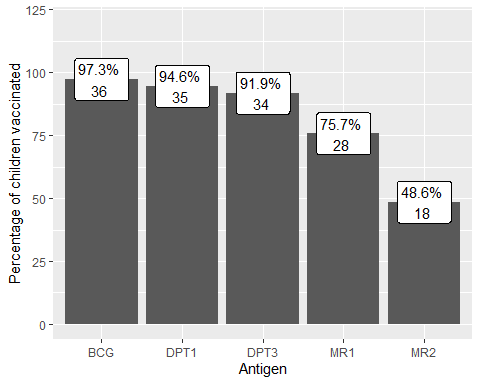 Percentage of children vaccinated
125
100
75
50
25
0
97.3%
36
94.6%
35
91.9%
34
75.7%
28
48.6%
18
BCG
DPT1
DPT3
MR1
MR2
Antigen